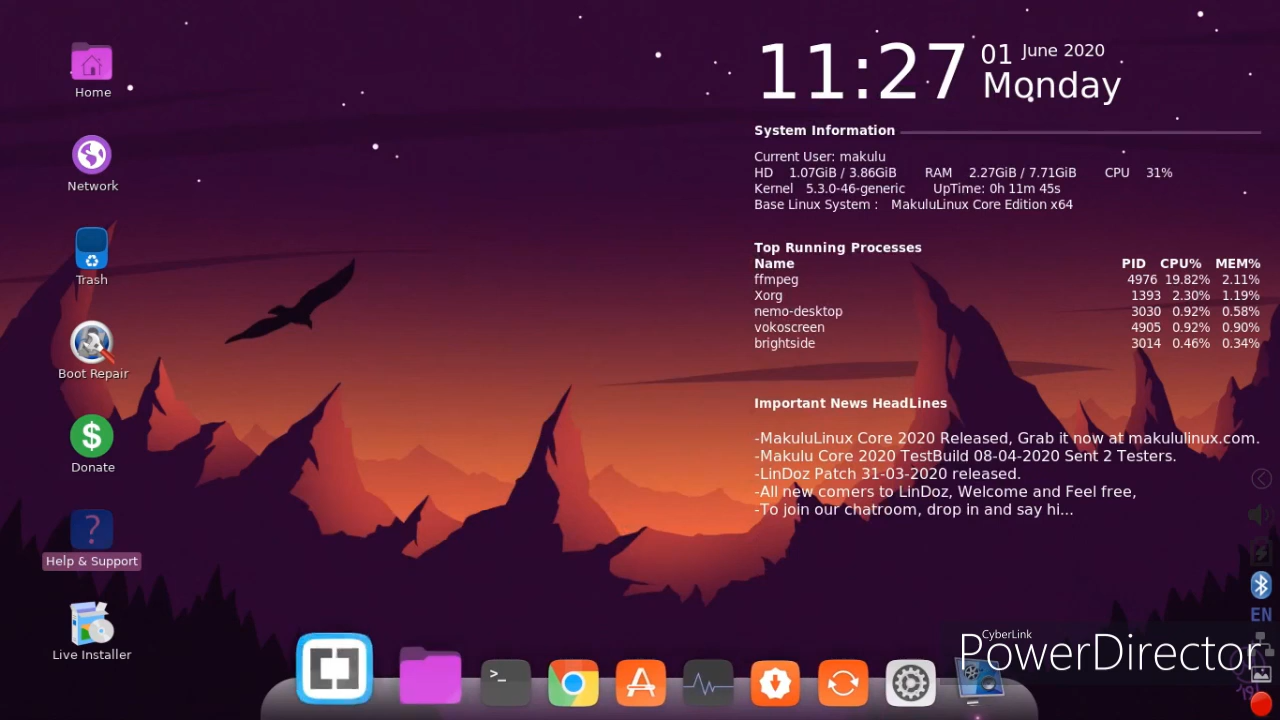 11:27 01 June 2020
Monday
System Information
Current User: makulu
HD 1.07GiB / 3.86GiB RAM 2.27GiB / 7.71GiB CPU 31%
Kernel 5.3.0-46-generic UpTime: 0h 11m 45s
Base Linux System : MakuluLinux Core Edition x64
Top Running Processes
Name PID CPU% MEM%
ffmpeg 4976 19.82% 2.11%
Xorg 1393 2.30% 1.19%
nemo-desktop 3030 0.92% 0.58%
vokoscreen 4905 0.92% 0.90%
brightside 3014 0.46% 0.34%
Important News HeadLines
-MakuluLinux Core 2020 Released, Grab it now at makululinux.com.
-Makulu Core 2020 TestBuild 08-04-2020 Sent 2 Testers.
-LinDoz Patch 31-03-2020 released.
-All new comers to LinDoz, Welcome and Feel free,
-To join our chatroom, drop in and say hi...
Home
Network
Trash
Boot Repair
$
Donate
?
Help & Support
Live Installer
>_
EN
CyberLink
PowerDirector